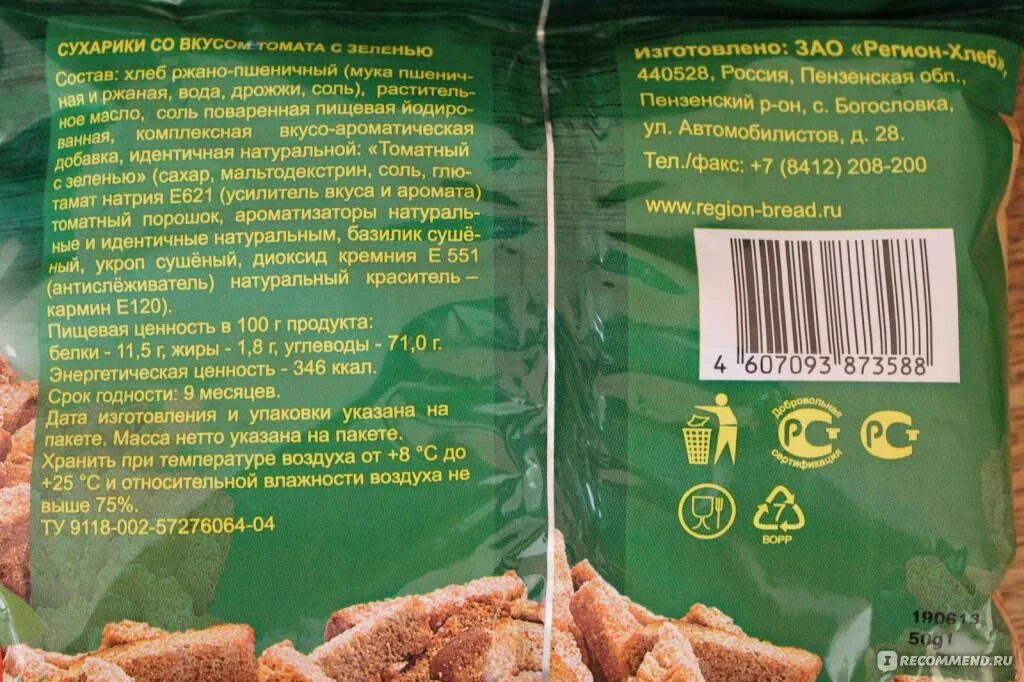 СУХАРИКИ СО ВКУСОМ ТОМАТА С ЗЕЛЕНЬЮ
Состав: хлеб ржано-пшеничный (мука пшенич-
ная и ржаная, вода, дрожжи, соль), раститель-
ное масло, соль поваренная пищевая йодиро-
ванная, комплексная вкусо-ароматическая
добавка, идентичная натуральной: «Томатный
с зеленью» (сахар, мальтодекстрин, соль, глю-
тамат натрия Е621 (усилитель вкуса и аромата)
томатный порошок, ароматизаторы натураль-
ные и идентичные натуральным, базилик сушё-
ный, укроп сушёный, диоксид кремния Е 551
(антислёживатель) натуральный краситель –
кармин Е120).
Пищевая ценность в 100 г продукта:
белки - 11,5 г, жиры - 1,8 г, углеводы - 71,0 г.
Энергетическая ценность - 346 ккал.
Срок годности: 9 месяцев.
Дата изготовления и упаковки указана на
пакете. Масса нетто указана на пакете.
Хранить при температуре воздуха от +8 °С до
+25 °С и относительной влажности воздуха не
выше 75%.
ТУ 9118-002-57276064-04
Изготовлено: ЗАО «Регион-Хлеб»,
440528, Россия, Пензенская обл.,
Пензенский р-он, с. Богословка,
ул. Автомобилистов, д. 28.
Тел./факс: +7 (8412) 208-200
www.region-bread.ru
4 607093 873588
Добровольная
РСТ
сертификация
РСТ
7
BOPP
190613
50g1
IRECOMMEND.RU